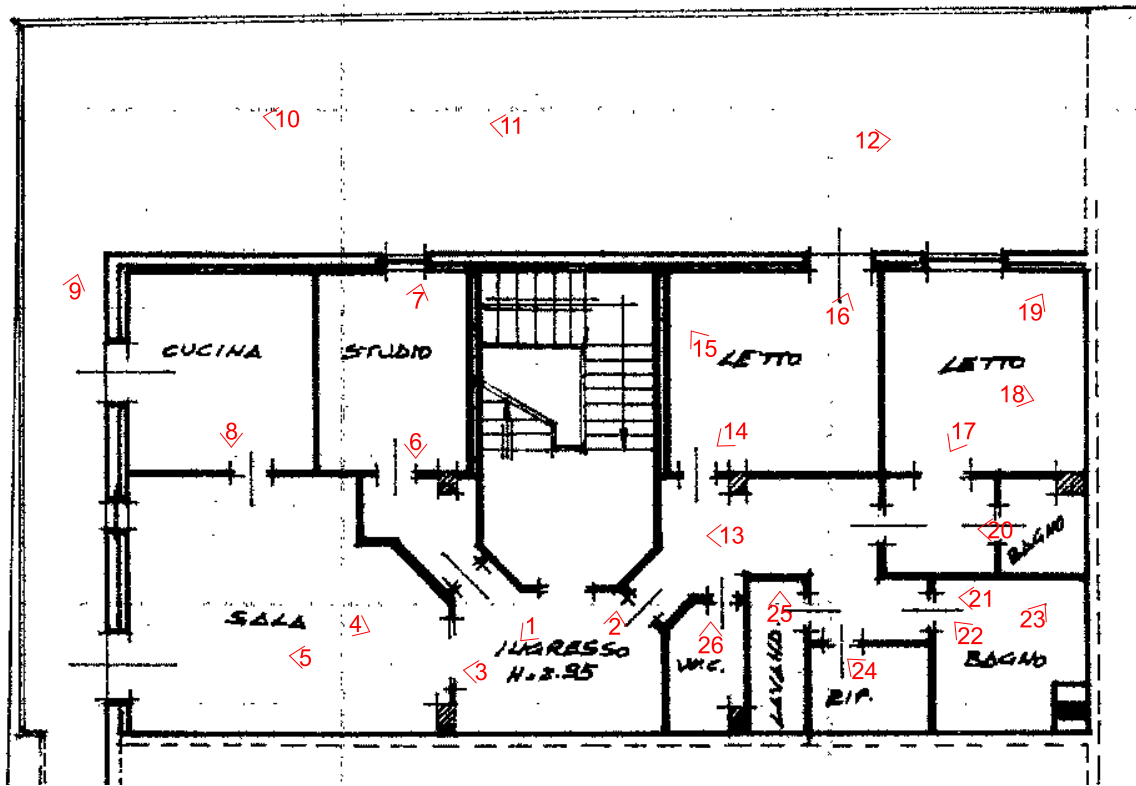 10
11
12
9
7
16
19
CUCINA
STUDIO
15
LETTO
LETTO
18
8
6
14
17
13
20
BAGNO
SALA
4
5
1
2
INGRESSO
H=2.95
3
26
W.C.
25
LAVAND.
24
RIP.
21
22
23
BAGNO